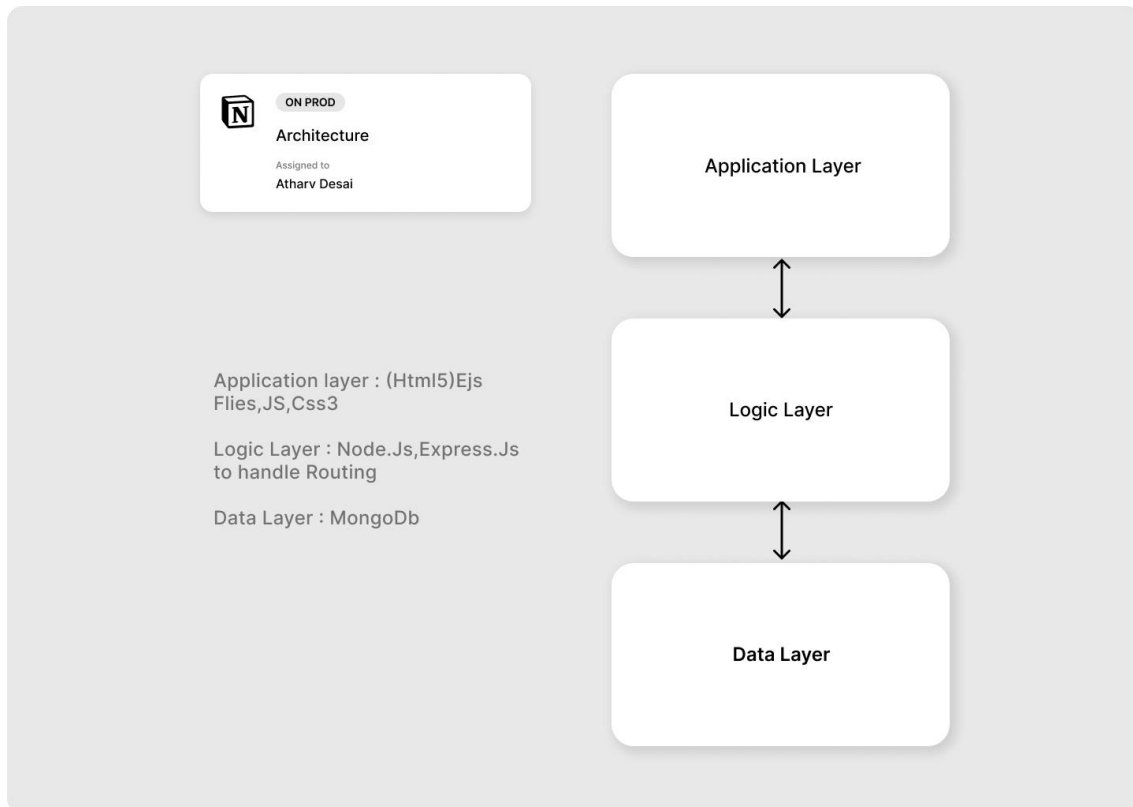 N
ON PROD
Architecture
Assigned to
Atharv Desai
Application layer : (Html5)Ejs
Flies,JS,Css3
Logic Layer : Node.Js,Express.Js
to handle Routing
Data Layer : MongoDb
Application Layer
Logic Layer
Data Layer